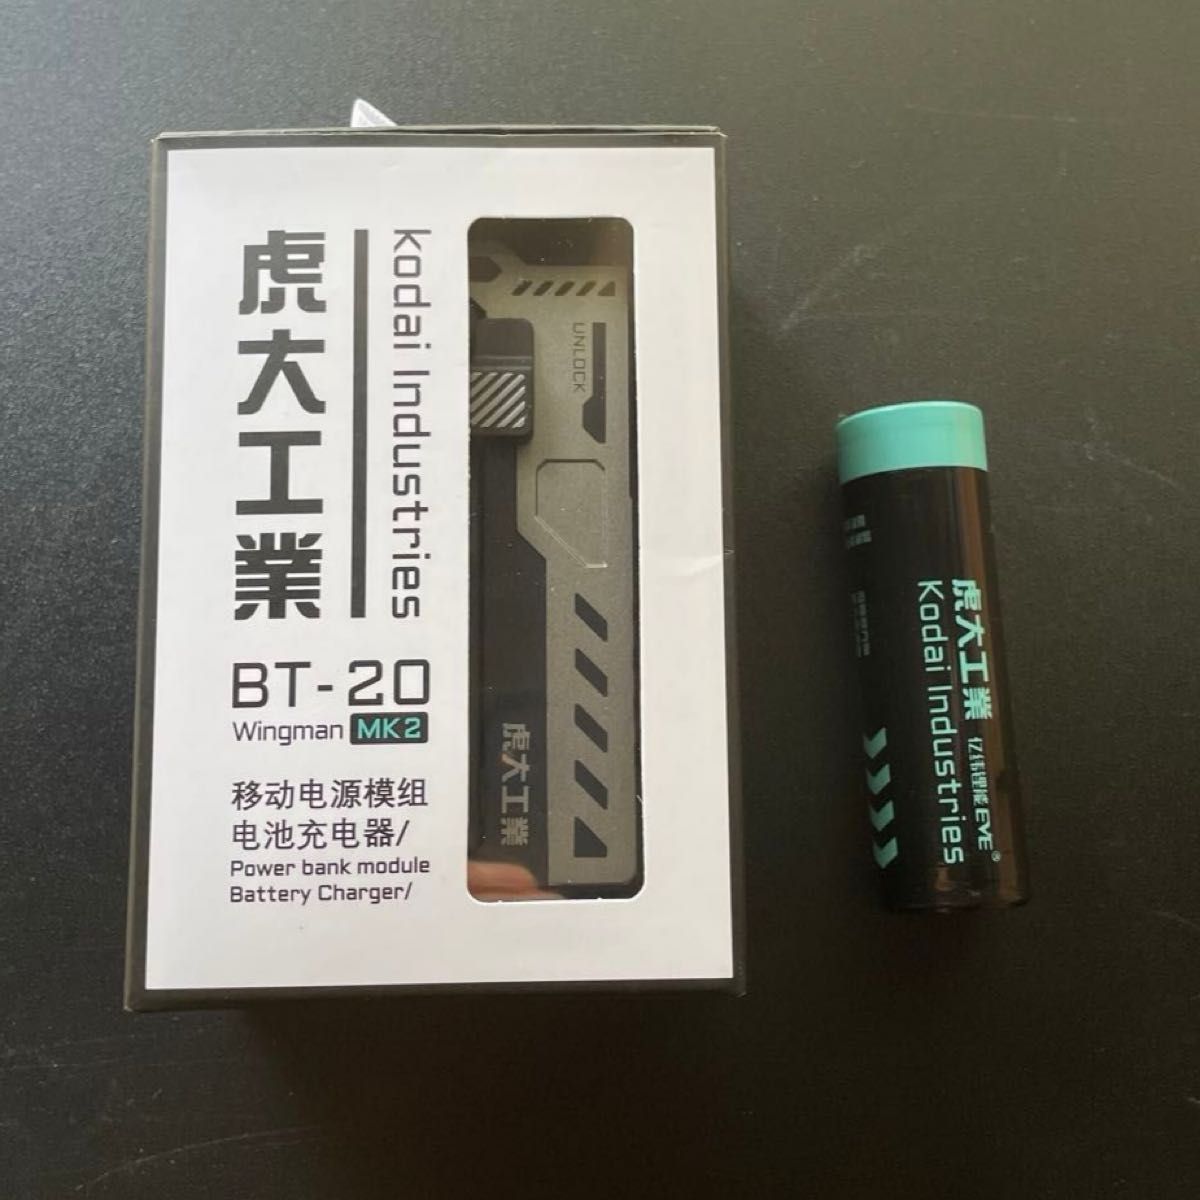 虎大工業
Kodai Industries
BT-20
Wingman MK2
移动电源模组
电池充电器/
Power bank module
Battery Charger/
UNLOCK
虎大工業
虎大工業 亿纬锂能 EVE®
Kodai Industries